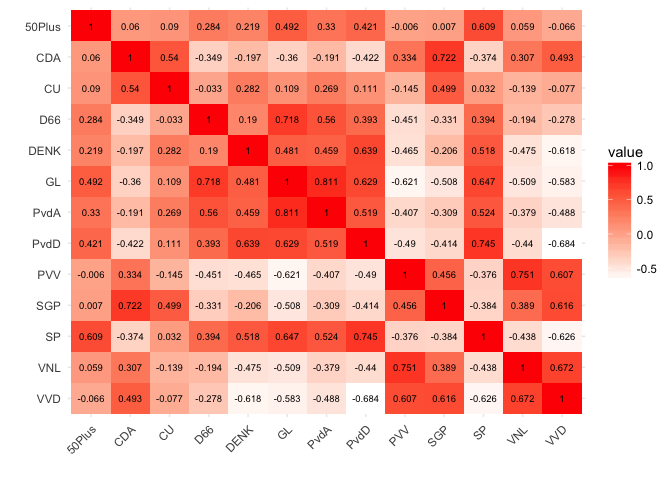 50Plus 1 0.06 0.09 0.284 0.219 0.492 0.33 0.421 -0.006 0.007 0.609 0.059 -0.066
CDA 0.06 1 0.54 -0.349 -0.197 -0.36 -0.191 -0.422 0.334 0.722 -0.374 0.307 0.493
CU 0.09 0.54 1 -0.033 0.282 0.109 0.269 0.111 -0.145 0.499 0.032 -0.139 -0.077
D66 0.284 -0.349 -0.033 1 0.19 0.718 0.56 0.393 -0.451 -0.331 0.394 -0.194 -0.278
DENK 0.219 -0.197 0.282 0.19 1 0.481 0.459 0.639 -0.465 -0.206 0.518 -0.475 -0.618
GL 0.492 -0.36 0.109 0.718 0.481 1 0.811 0.629 -0.621 -0.508 0.647 -0.509 -0.583
PvdA 0.33 -0.191 0.269 0.56 0.459 0.811 1 0.519 -0.407 -0.309 0.524 -0.379 -0.488
PvdD 0.421 -0.422 0.111 0.393 0.639 0.629 0.519 1 -0.49 -0.414 0.745 -0.44 -0.684
PVV -0.006 0.334 -0.145 -0.451 -0.465 -0.621 -0.407 -0.49 1 0.456 -0.376 0.751 0.607
SGP 0.007 0.722 0.499 -0.331 -0.206 -0.508 -0.309 -0.414 0.456 1 -0.384 0.389 0.616
SP 0.609 -0.374 0.032 0.394 0.518 0.647 0.524 0.745 -0.376 -0.384 1 -0.438 -0.626
VNL 0.059 0.307 -0.139 -0.194 -0.475 -0.509 -0.379 -0.44 0.751 0.389 -0.438 1 0.672
VVD -0.066 0.493 -0.077 -0.278 -0.618 -0.583 -0.488 -0.684 0.607 0.616 -0.626 0.672 1
50Plus CDA CU D66 DENK GL PvdA PvdD PVV SGP SP VNL VVD
value
1.0
0.5
0.0
-0.5